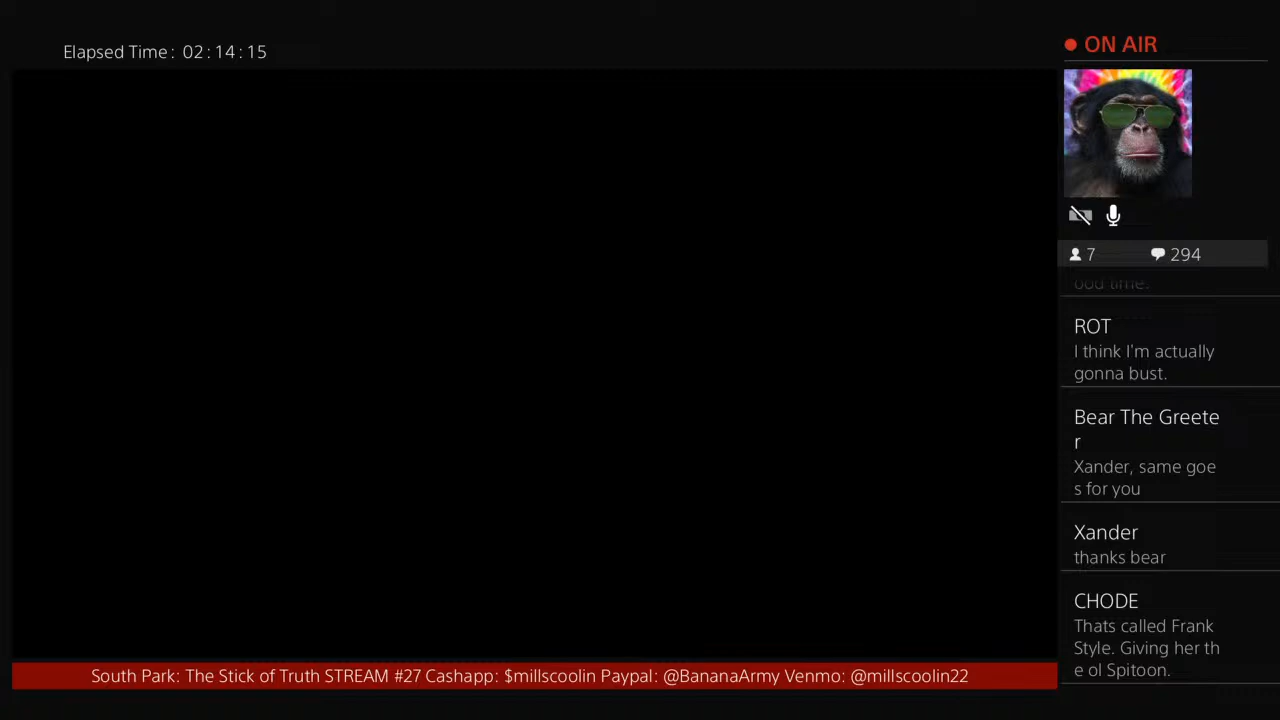 Elapsed Time: 02:14:15
ON AIR
7 294
ood time.
ROT
I think I'm actually
gonna bust.
Bear The Greete
r
Xander, same goe
s for you
Xander
thanks bear
CHODE
Thats called Frank
Style. Giving her th
e ol Spitoon.
South Park: The Stick of Truth STREAM #27 Cashapp: $millscoolin Paypal: @BananaArmy Venmo: @millscoolin22